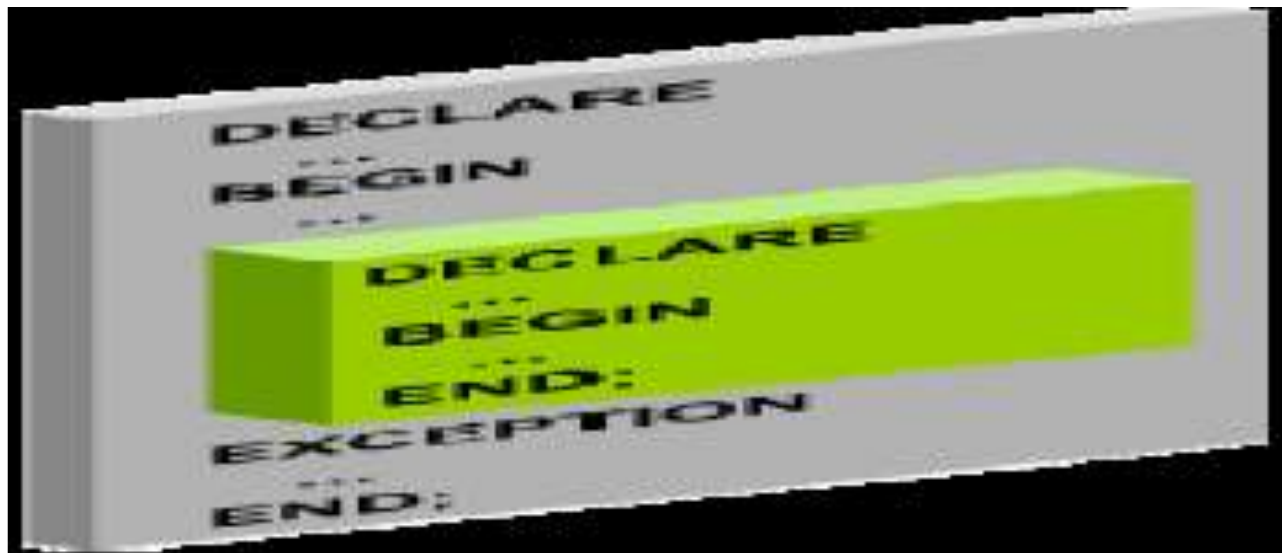 DECLARE
...
BEGIN
...
DECLARE
...
BEGIN
...
END;
EXCEPTION
...
END;